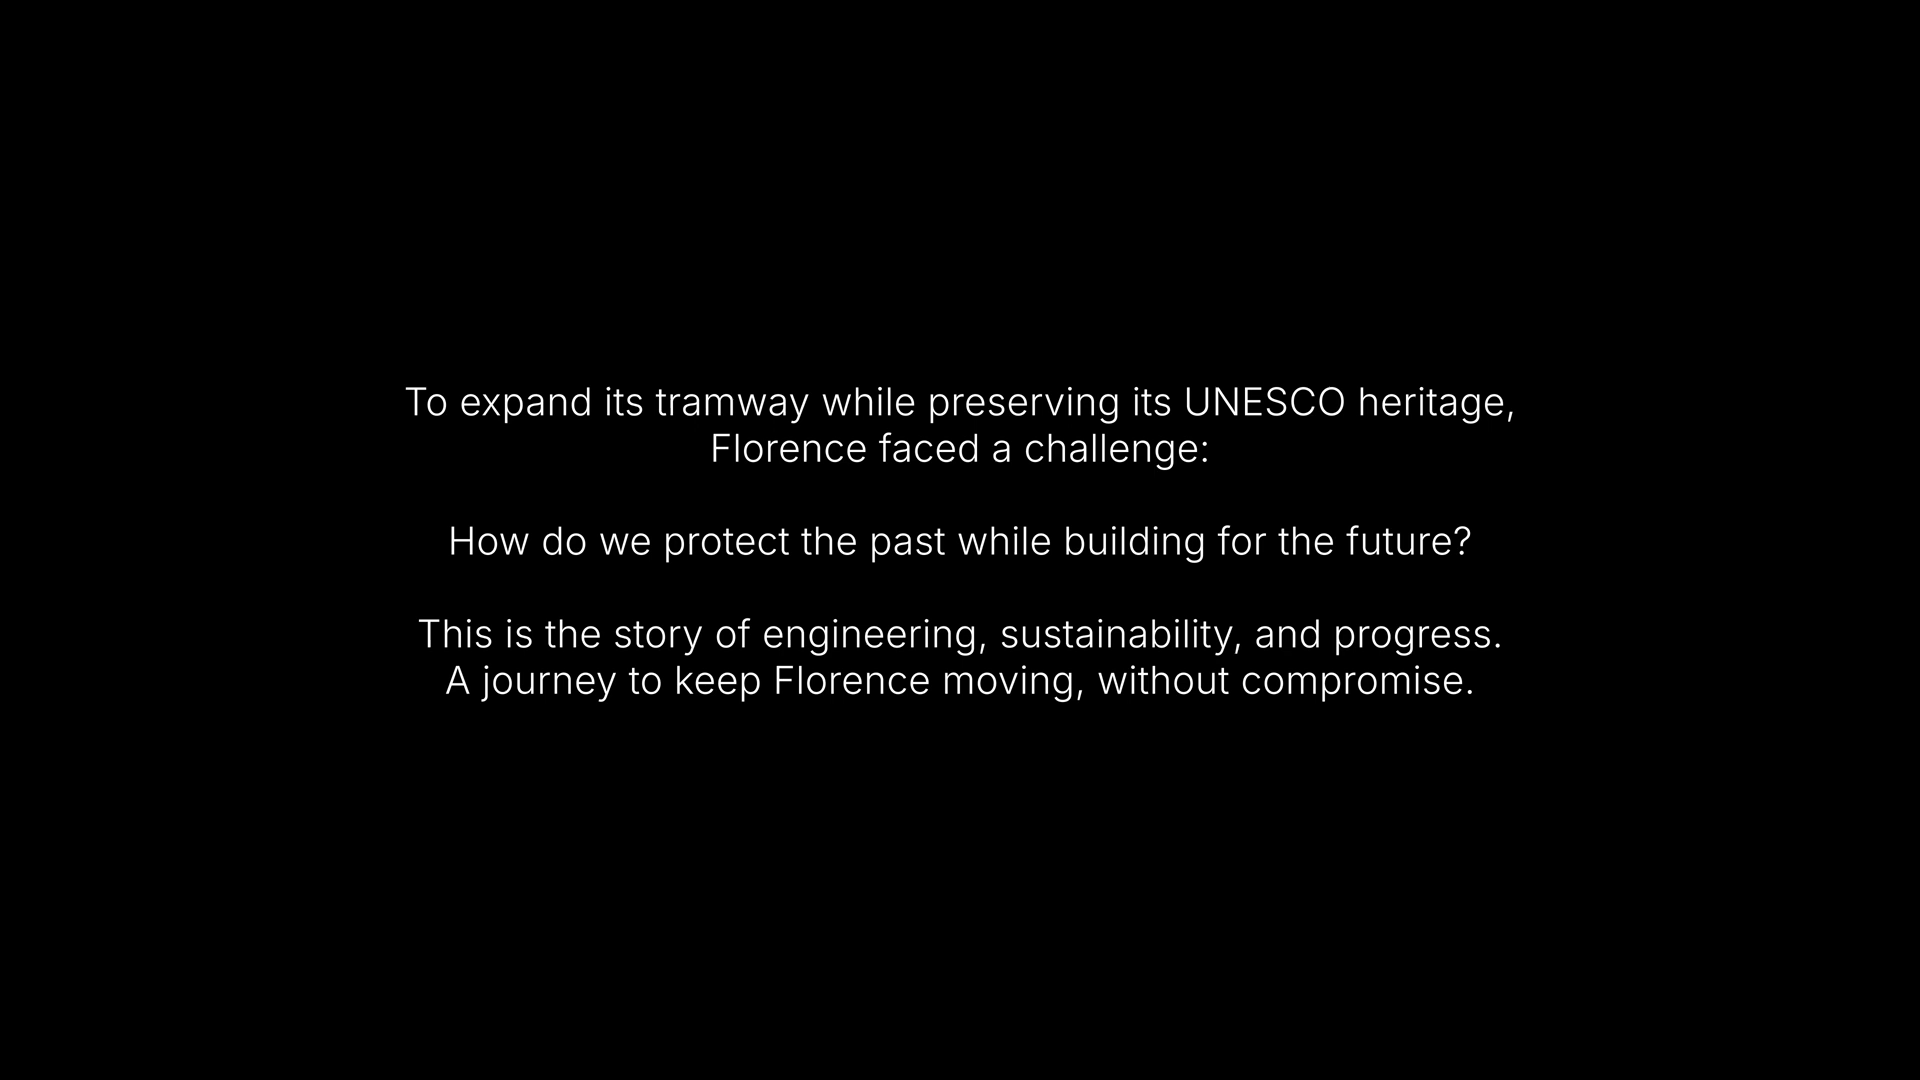 To expand its tramway while preserving its UNESCO heritage,
Florence faced a challenge:
How do we protect the past while building for the future?
This is the story of engineering, sustainability, and progress.
A journey to keep Florence moving, without compromise.